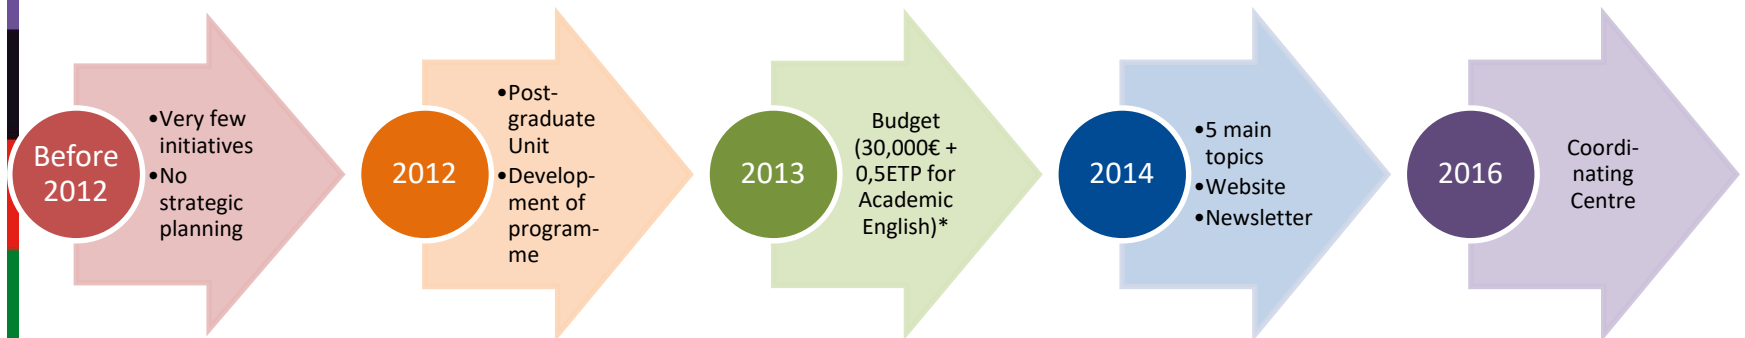 Before
2012
•Very few
initiatives
•No
strategic
planning
2012
•Post-
graduate
Unit
•Develop-
ment of
program-
me
2013
Budget
(30,000€ +
0,5ETP for
Academic
English)*
2014
•5 main
topics
•Website
•Newsletter
2016
Coordi-
nating
Centre